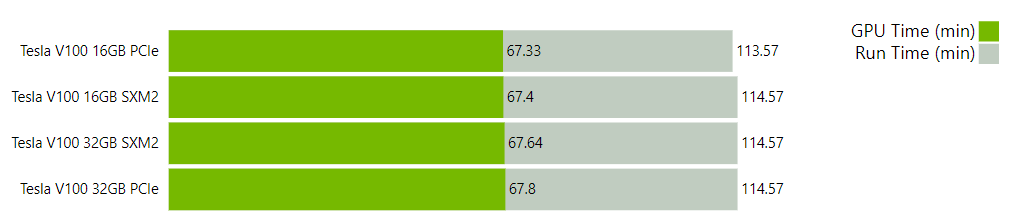 GPU Time (min)
Run Time (min)
Tesla V100 16GB PCIe 67.33 113.57
Tesla V100 16GB SXM2 67.4 114.57
Tesla V100 32GB SXM2 67.64 114.57
Tesla V100 32GB PCIe 67.8 114.57